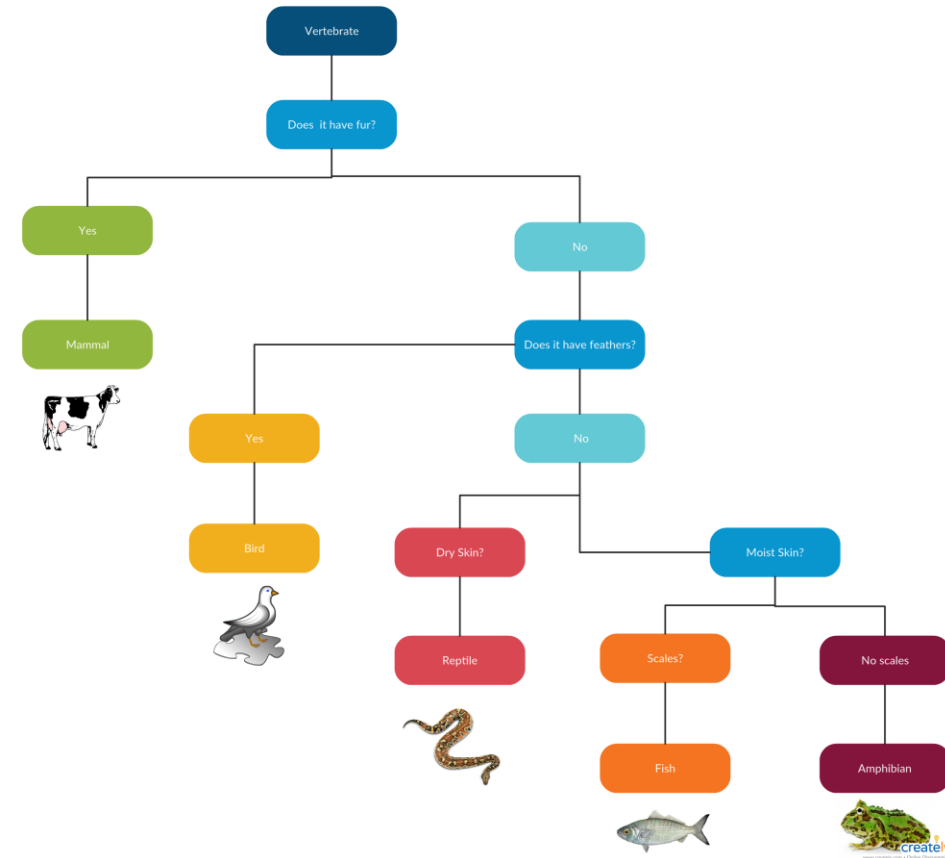 Vertebrate
Does it have fur?
Yes
No
Mammal
Does it have feathers?
Yes
No
Bird
Dry Skin?
Moist Skin?
Reptile
Scales?
No scales
Fish
Amphibian